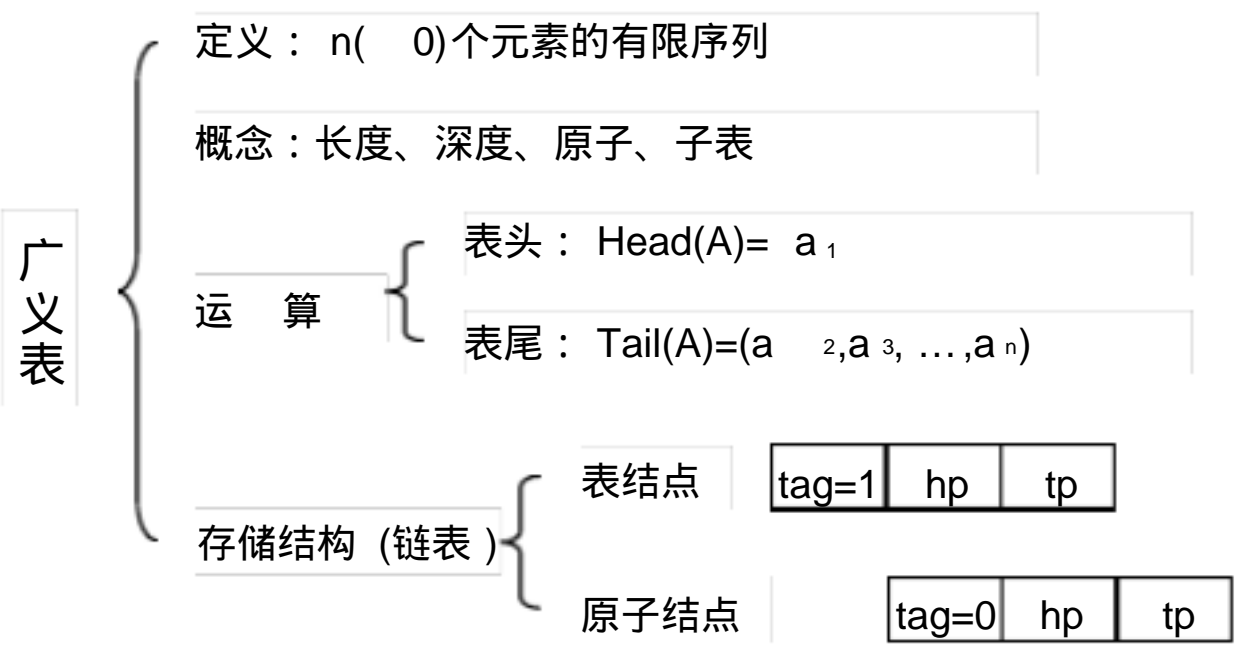 广义表
定义： n( 0)个元素的有限序列
概念：长度、深度、原子、子表
运 算
表头： Head(A)= a 1
表尾： Tail(A)=(a 2,a 3, …,a n)
存储结构 (链表 )
表结点 tag=1 hp tp
原子结点 tag=0 hp tp